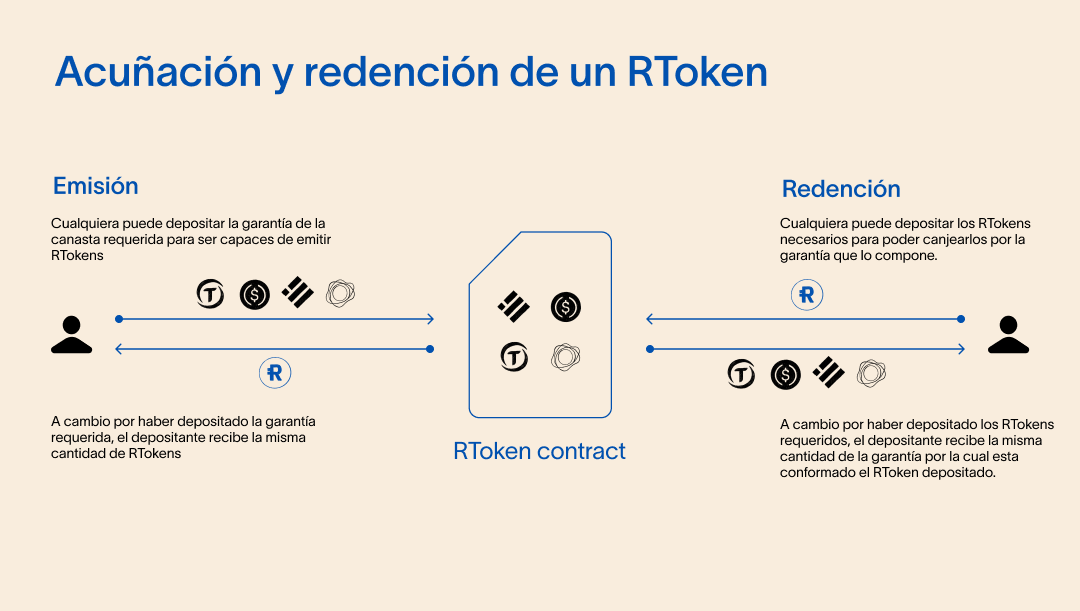 Acuñación y redención de un RToken
Emisión
Cualquiera puede depositar la garantía de la
canasta requerida para ser capaces de emitir
RTokens
A cambio por haber depositado la garantía
requerida, el depositante recibe la misma
cantidad de RTokens
RToken contract
Redención
Cualquiera puede depositar los RTokens
necesarios para poder canjearlos por la
garantía que lo compone.
A cambio por haber depositado los RTokens
requeridos, el depositante recibe la misma
cantidad de la garantía por la cual esta
conformado el RToken depositado.